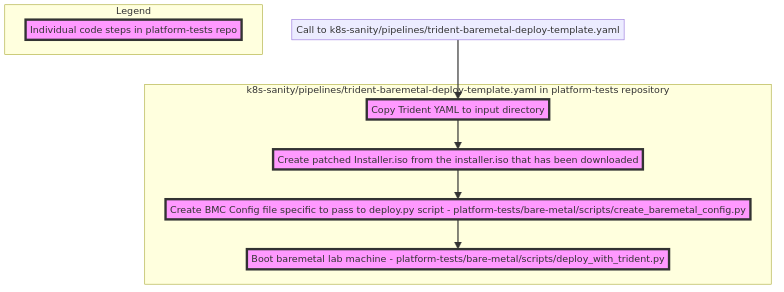 Legend
Individual code steps in platform-tests repo
Call to k8s-sanity/pipelines/trident-baremetal-deploy-template.yaml
k8s-sanity/pipelines/trident-baremetal-deploy-template.yaml in platform-tests repository
Copy Trident YAML to input directory
Create patched Installer.iso from the installer.iso that has been downloaded
Create BMC Config file specific to pass to deploy.py script - platform-tests/bare-metal/scripts/create_baremetal_config.py
Boot baremetal lab machine - platform-tests/bare-metal/scripts/deploy_with_trident.py